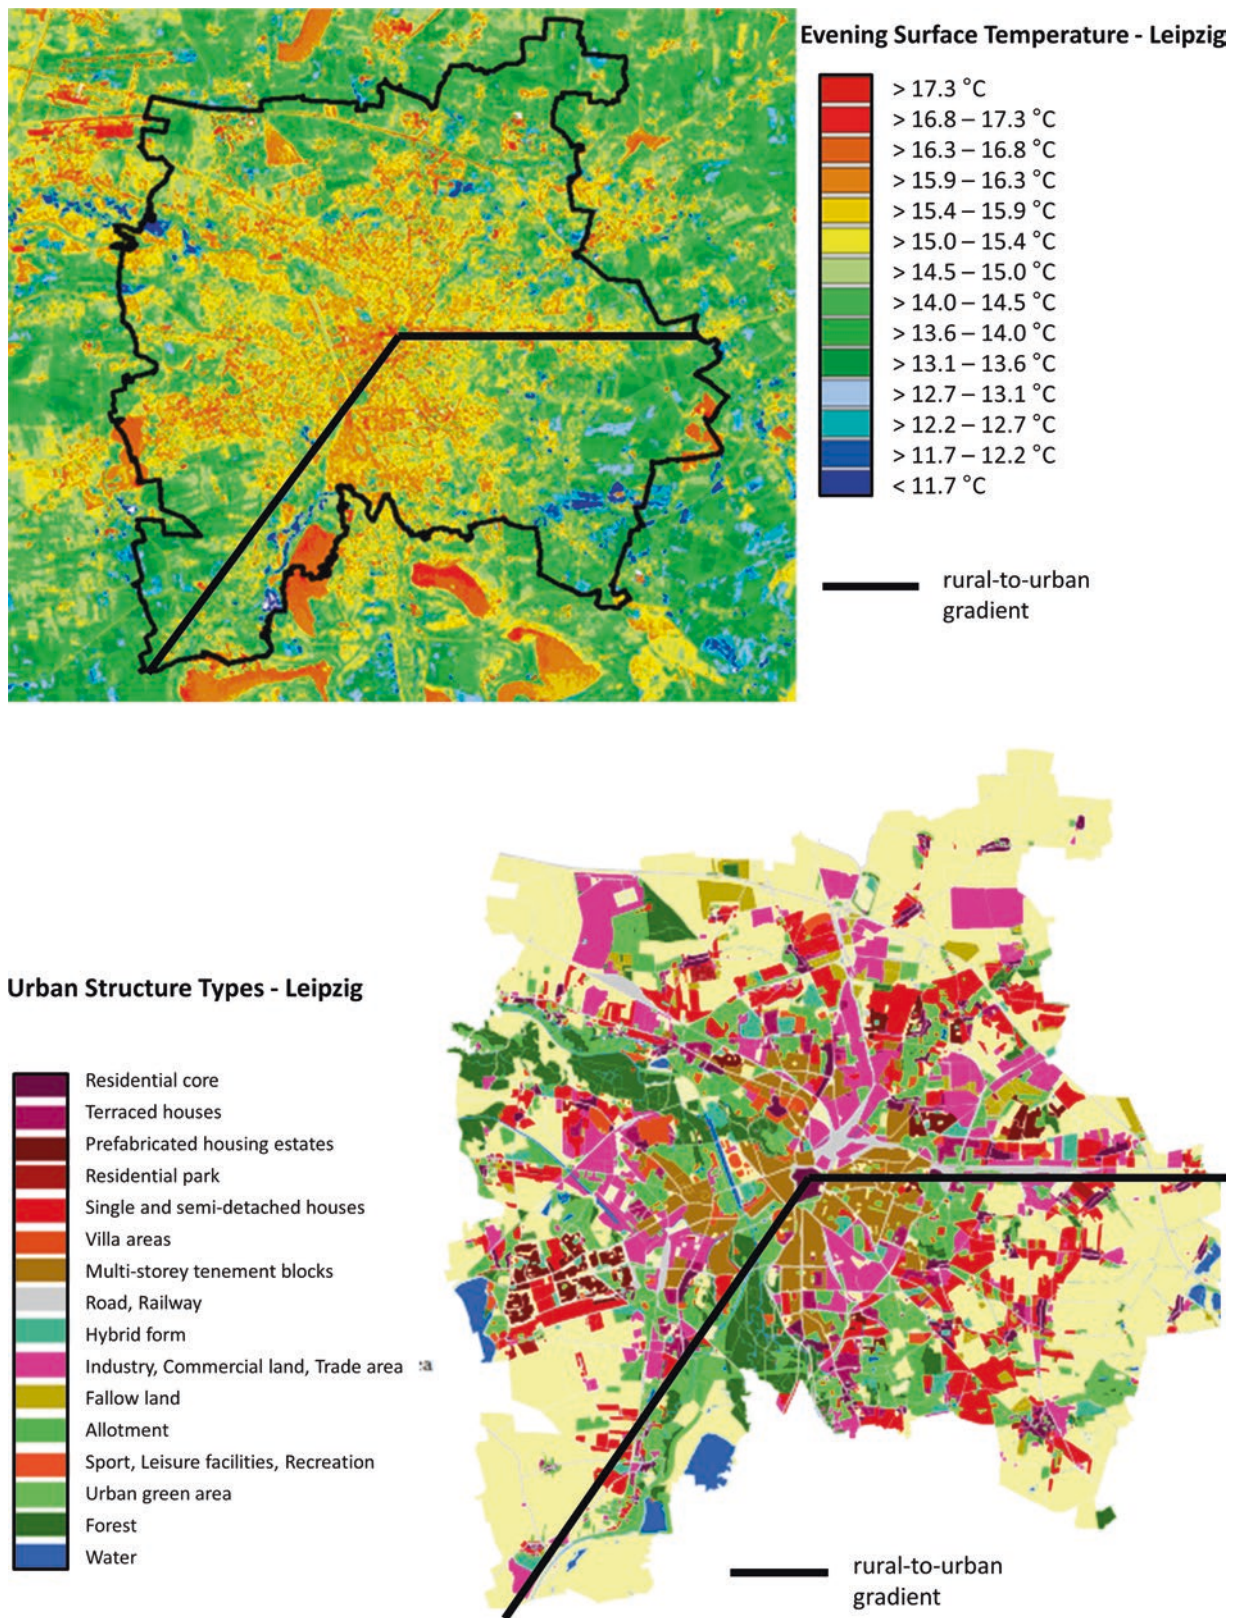 Evening Surface Temperature - Leipzig
> 17.3 °C
> 16.8 – 17.3 °C
> 16.3 – 16.8 °C
> 15.9 – 16.3 °C
> 15.4 – 15.9 °C
> 15.0 – 15.4 °C
> 14.5 – 15.0 °C
> 14.0 – 14.5 °C
> 13.6 – 14.0 °C
> 13.1 – 13.6 °C
> 12.7 – 13.1 °C
> 12.2 – 12.7 °C
> 11.7 – 12.2 °C
< 11.7 °C
rural-to-urban
gradient
Urban Structure Types - Leipzig
Residential core
Terraced houses
Prefabricated housing estates
Residential park
Single and semi-detached houses
Villa areas
Multi-storey tenement blocks
Road, Railway
Hybrid form
Industry, Commercial land, Trade area
Fallow land
Allotment
Sport, Leisure facilities, Recreation
Urban green area
Forest
Water
rural-to-urban
gradient